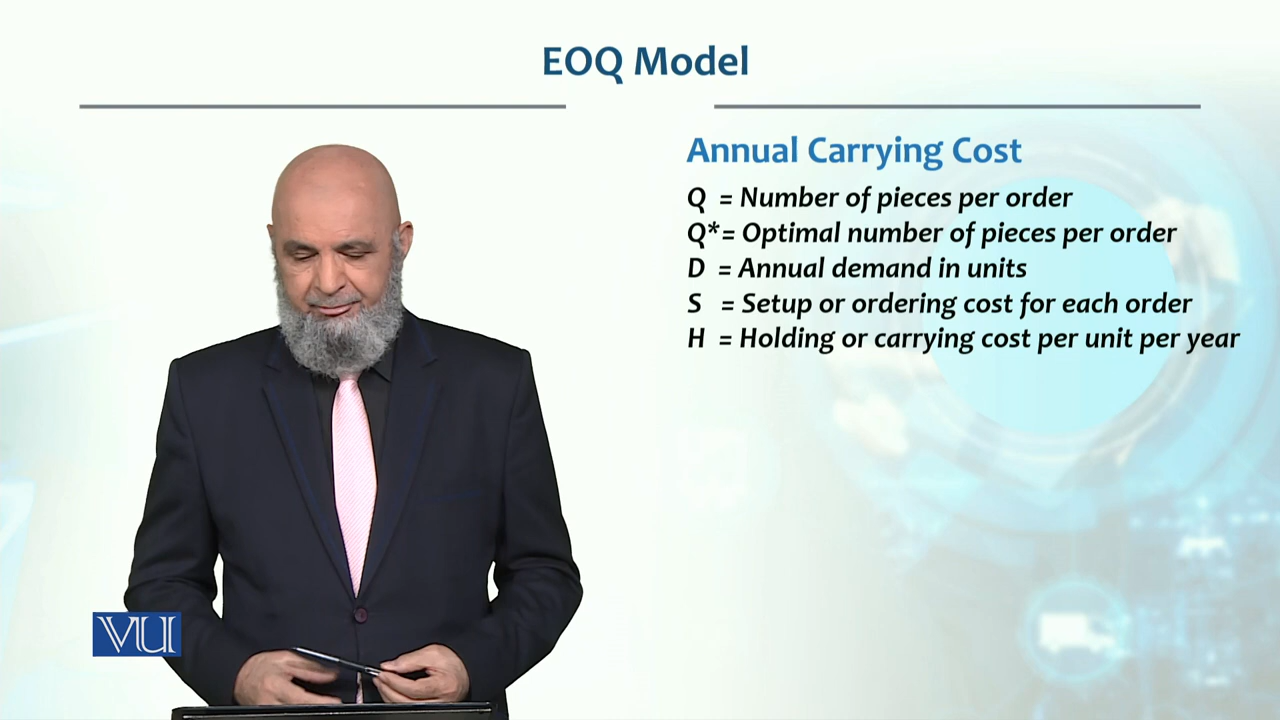 EOQ Model
Annual Carrying Cost
Q = Number of pieces per order
Q*= Optimal number of pieces per order
D = Annual demand in units
S = Setup or ordering cost for each order
H = Holding or carrying cost per unit per year
VU